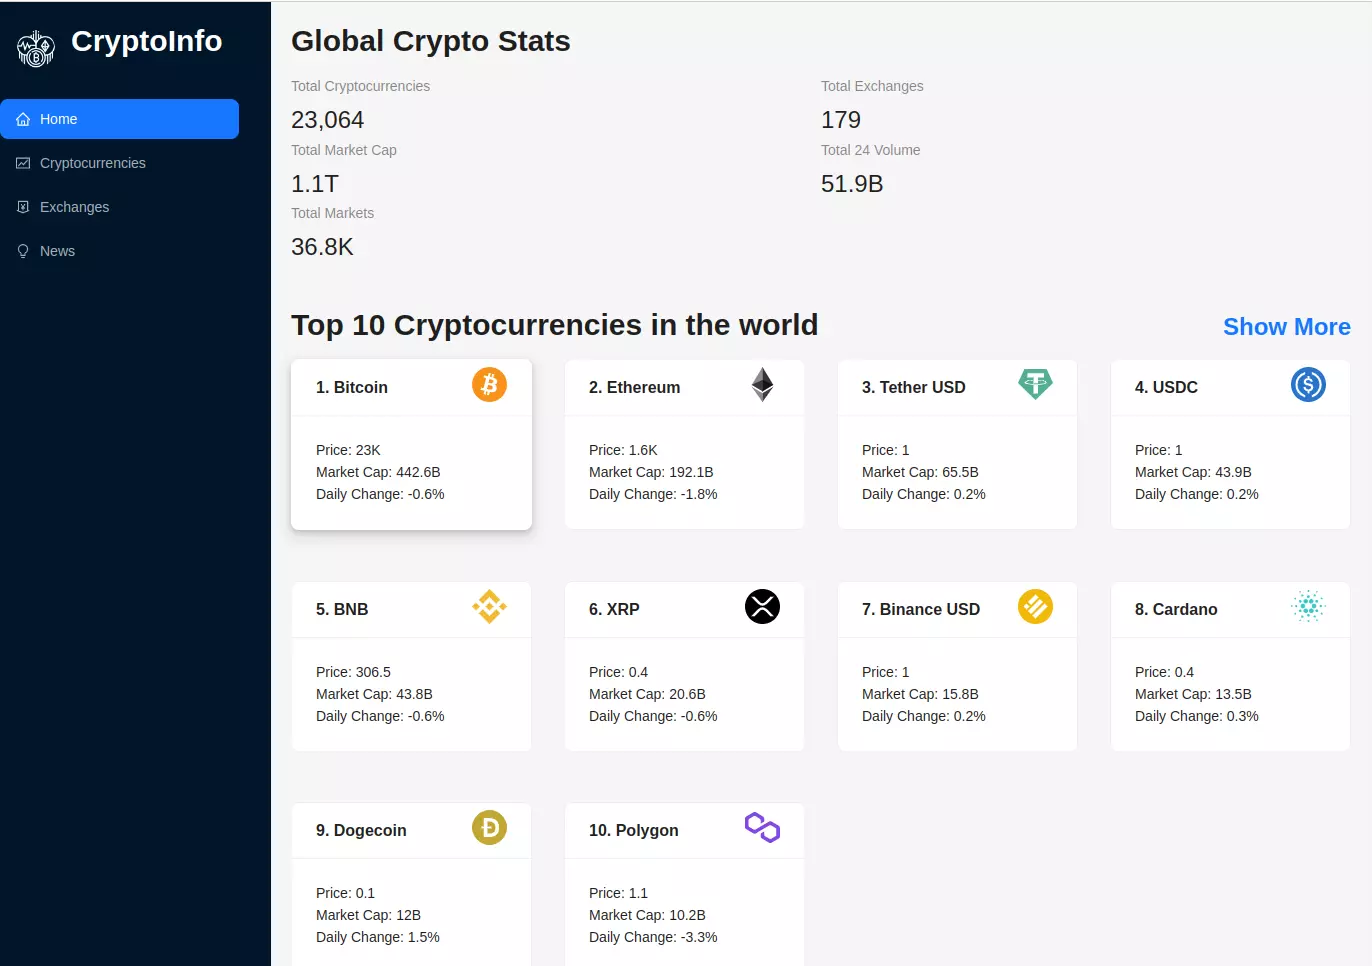 CryptoInfo
Home
Cryptocurrencies
Exchanges
News
Global Crypto Stats
Total Cryptocurrencies
23,064
Total Exchanges
179
Total Market Cap
1.1T
Total 24 Volume
51.9B
Total Markets
36.8K
Top 10 Cryptocurrencies in the world
Show More
1. Bitcoin
Price: 23K
Market Cap: 442.6B
Daily Change: -0.6%
2. Ethereum
Price: 1.6K
Market Cap: 192.1B
Daily Change: -1.8%
3. Tether USD
Price: 1
Market Cap: 65.5B
Daily Change: 0.2%
4. USDC
Price: 1
Market Cap: 43.9B
Daily Change: 0.2%
5. BNB
Price: 306.5
Market Cap: 43.8B
Daily Change: -0.6%
6. XRP
Price: 0.4
Market Cap: 20.6B
Daily Change: -0.6%
7. Binance USD
Price: 1
Market Cap: 15.8B
Daily Change: 0.2%
8. Cardano
Price: 0.4
Market Cap: 13.5B
Daily Change: 0.3%
9. Dogecoin
Price: 0.1
Market Cap: 12B
Daily Change: 1.5%
10. Polygon
Price: 1.1
Market Cap: 10.2B
Daily Change: -3.3%